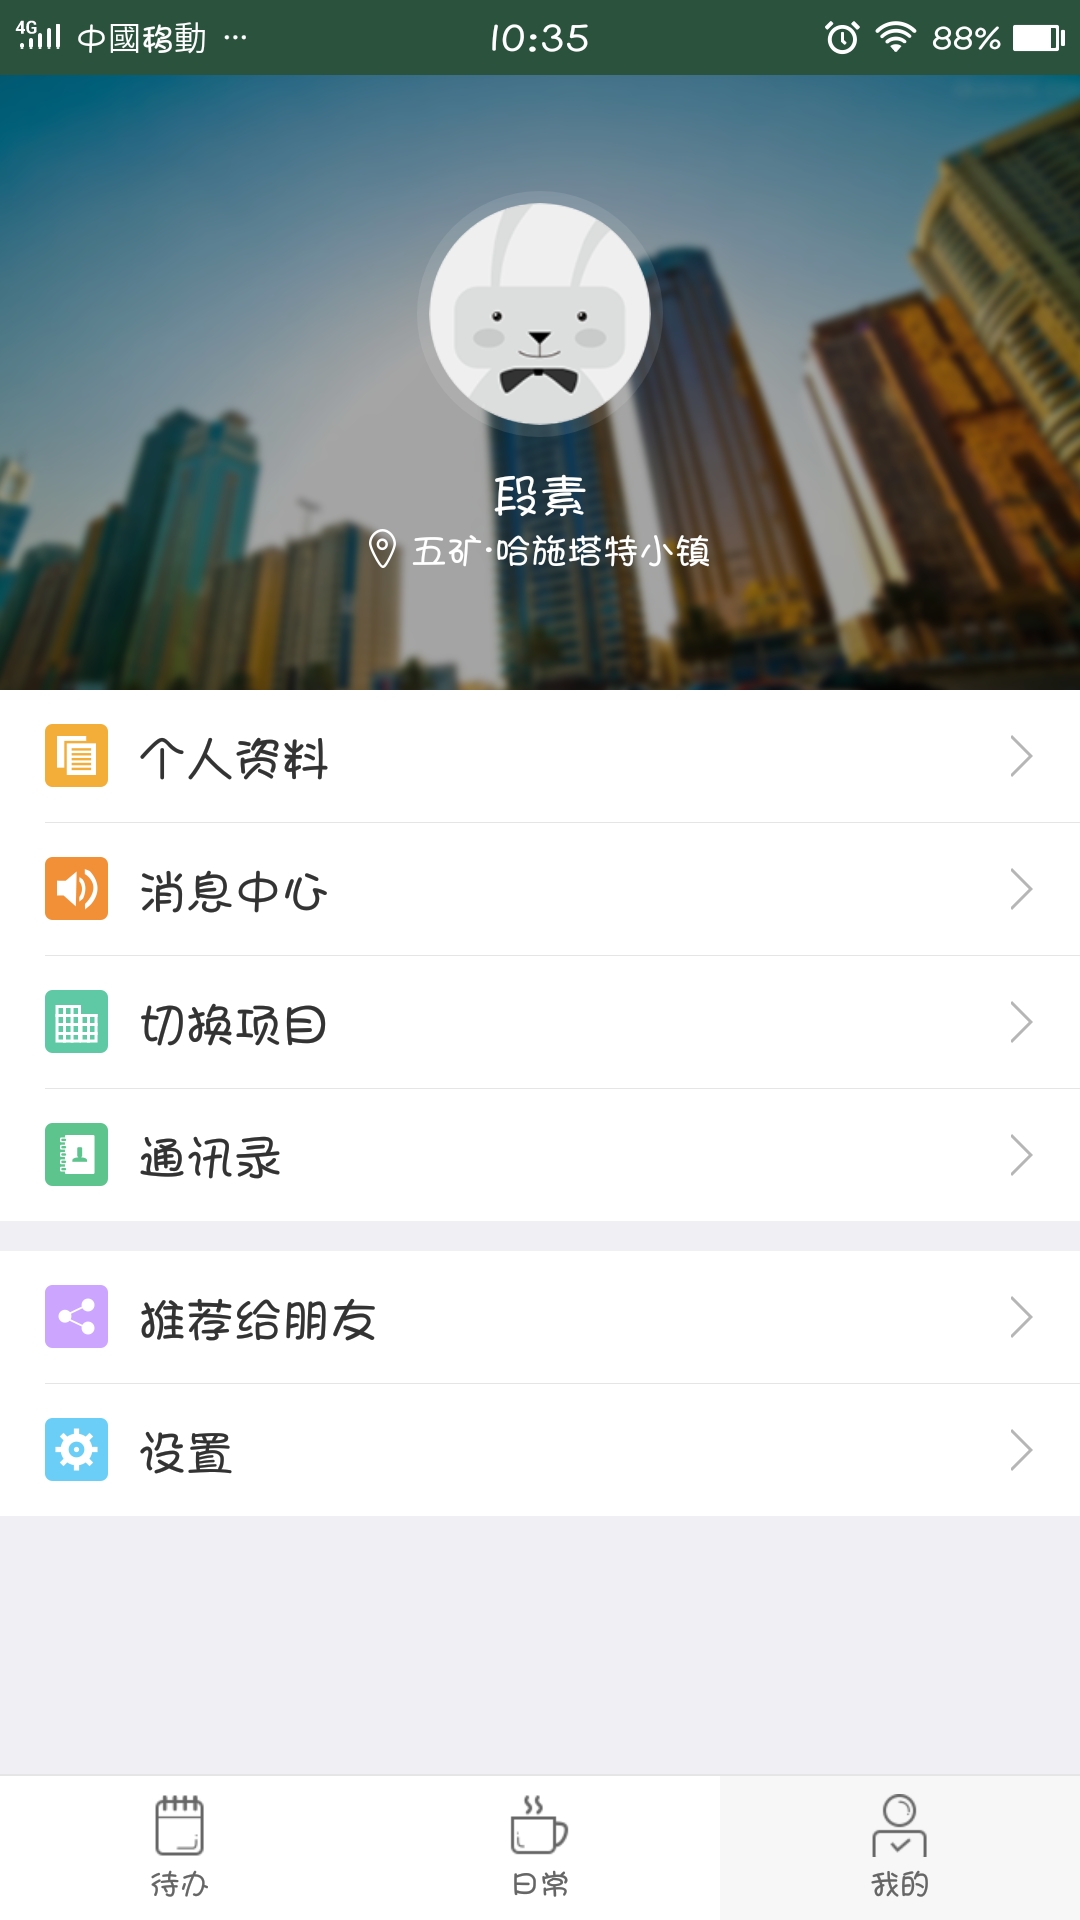 4G 中國移動 ··· 10:35 88%
段素
五矿·哈施塔特小镇
个人资料
消息中心
切换项目
通讯录
推荐给朋友
设置
待办 日常 我的